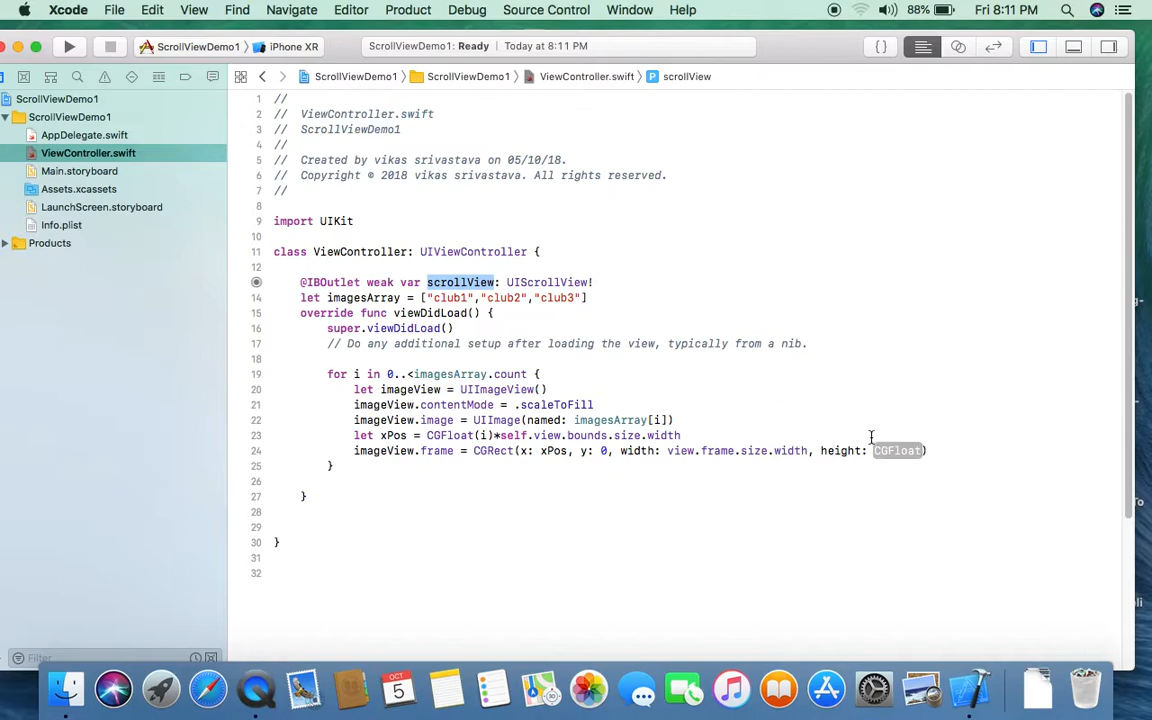 Xcode File Edit View Find Navigate Editor Product Debug Source Control Window Help 88% Fri 8:11 PM
ScrollViewDemo1 iPhone XR ScrollViewDemo1: Ready Today at 8:11 PM
ScrollViewDemo1 ScrollViewDemo1 ViewController.swift P scrollView
ScrollViewDemo1
ScrollViewDemo1
AppDelegate.swift
ViewController.swift
Main.storyboard
Assets.xcassets
LaunchScreen.storyboard
Info.plist
Products
1 //
2 // ViewController.swift
3 // ScrollViewDemo1
4 //
5 // Created by vikas srivastava on 05/10/18.
6 // Copyright © 2018 vikas srivastava. All rights reserved.
7 //
8
9 import UIKit
10
11 class ViewController: UIViewController {
12
@IBOutlet weak var scrollView: UIScrollView!
14 let imagesArray = ["club1","club2","club3"]
15 override func viewDidLoad() {
16 super.viewDidLoad()
17 // Do any additional setup after loading the view, typically from a nib.
18
19 for i in 0..<imagesArray.count {
20 let imageView = UIImageView()
21 imageView.contentMode = .scaleToFill
22 imageView.image = UIImage(named: imagesArray[i])
23 let xPos = CGFloat(i)*self.view.bounds.size.width
24 imageView.frame = CGRect(x: xPos, y: 0, width: view.frame.size.width, height: CGFloat)
25 }
26
27 }
28
29
30 }
31
32
Filter
OCT
5